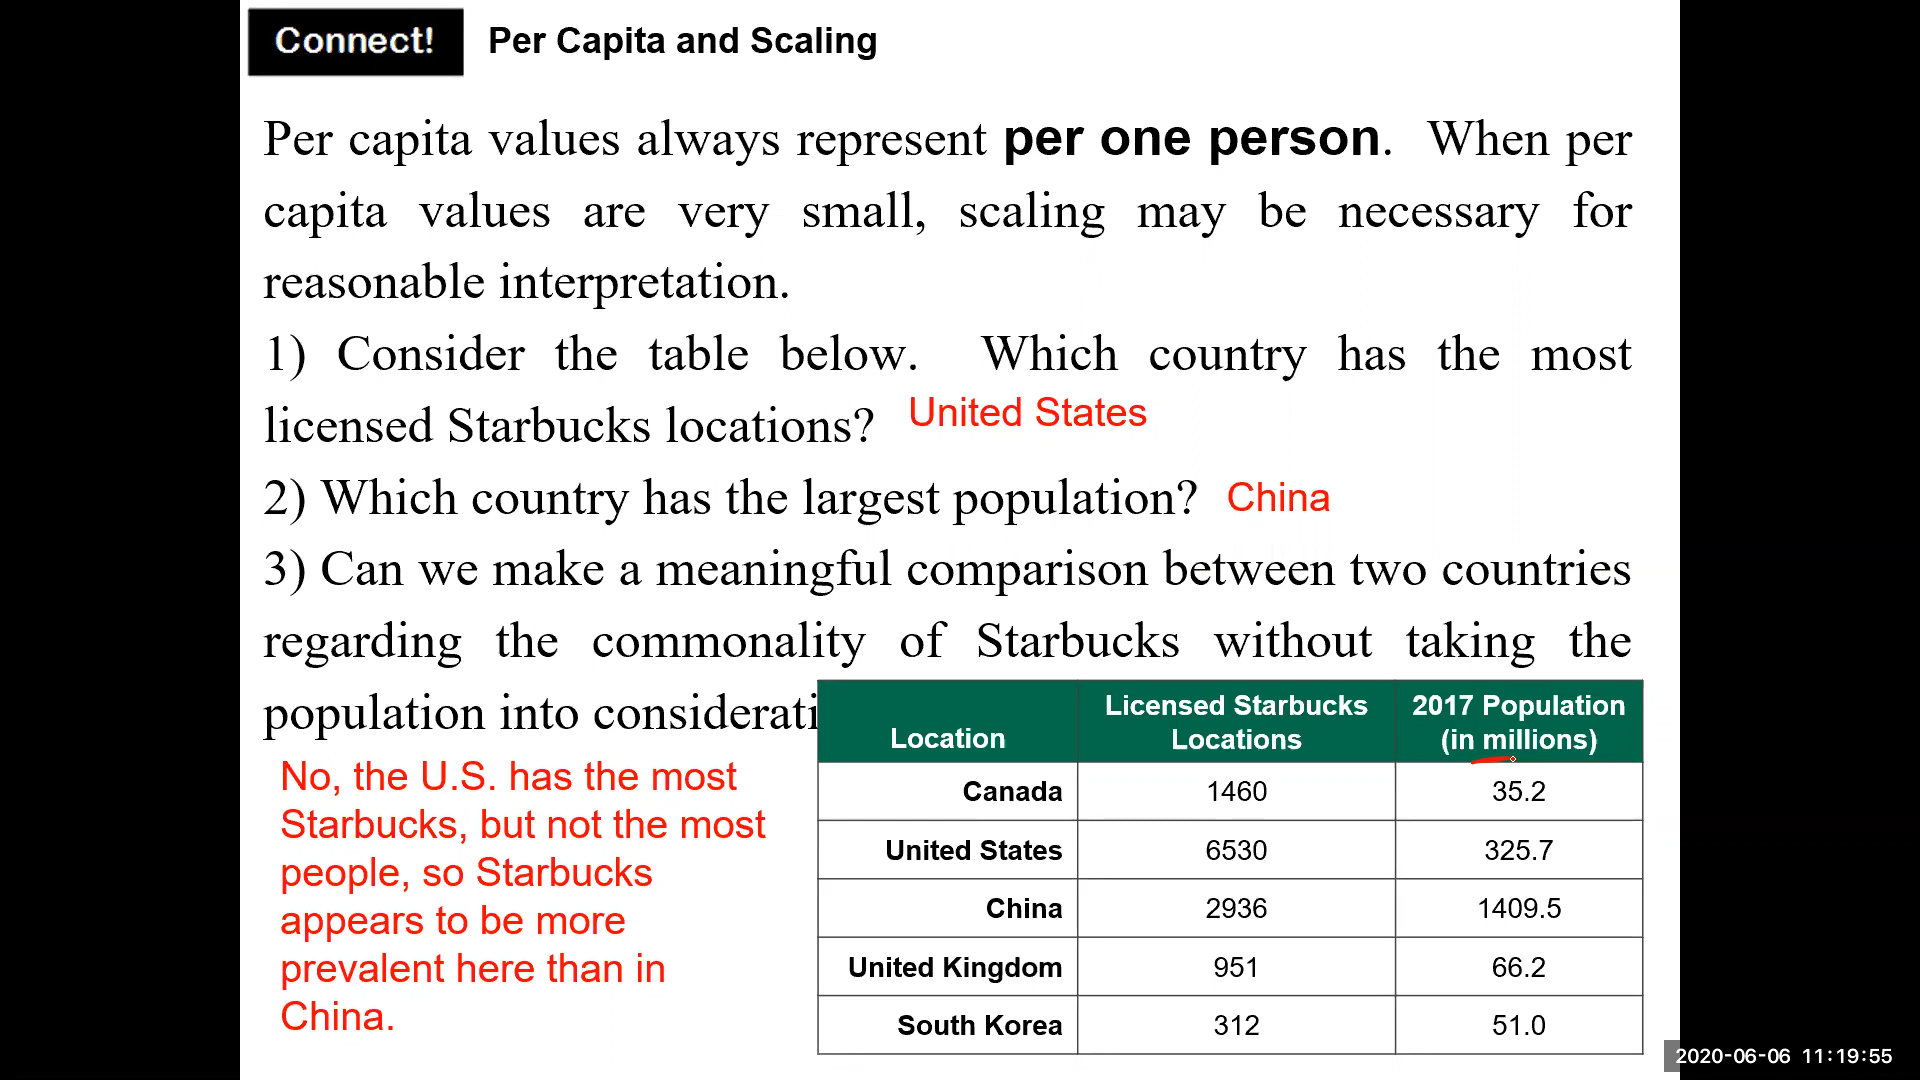 Connect! Per Capita and Scaling
Per capita values always represent per one person. When per
capita values are very small, scaling may be necessary for
reasonable interpretation.
1) Consider the table below. Which country has the most
licensed Starbucks locations? United States
2) Which country has the largest population? China
3) Can we make a meaningful comparison between two countries
regarding the commonality of Starbucks without taking the
population into considerati
No, the U.S. has the most
Starbucks, but not the most
people, so Starbucks
appears to be more
prevalent here than in
China.
Location Licensed Starbucks Locations 2017 Population (in millions)
Canada 1460 35.2
United States 6530 325.7
China 2936 1409.5
United Kingdom 951 66.2
South Korea 312 51.0
2020-06-06 11:19:55